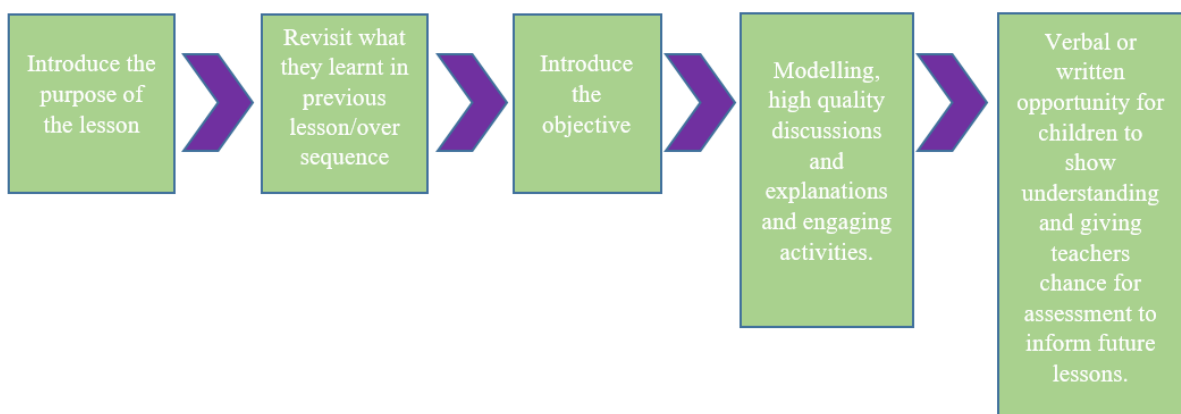 Introduce the
purpose of
the lesson
Revisit what
they learnt in
previous
lesson/over
sequence
Introduce
the
objective
Modelling,
high quality
discussions
and
explanations
and engaging
activities.
Verbal or
written
opportunity for
children to
show
understanding
and giving
teachers
chance for
assessment to
inform future
lessons.